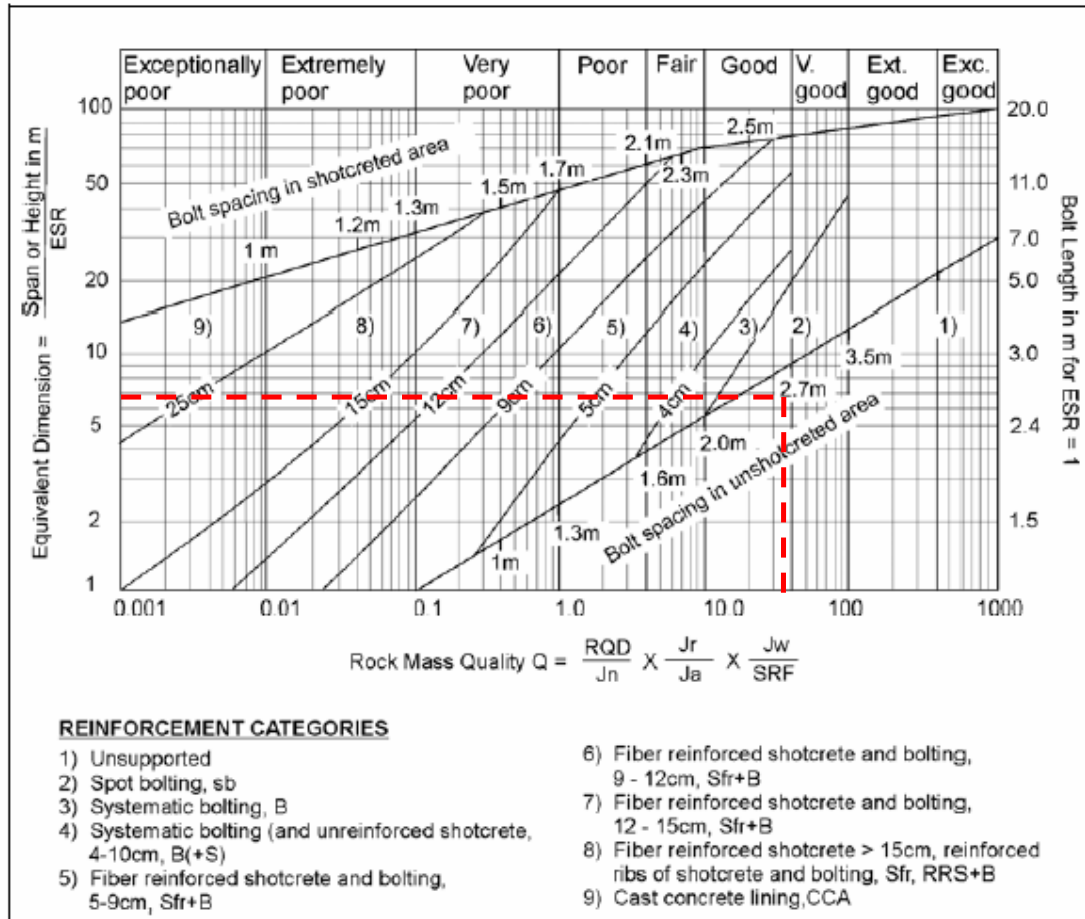 Exceptionally poor
Extremely poor
Very poor
Poor
Fair
Good
V. good
Ext. good
Exc. good
100
50
20
10
5
2
1
20.0
11.0
7.0
5.0
3.0
2.4
1.5
Equivalent Dimension = Span or Height in m / ESR
Bolt Length in m for ESR = 1
Bolt spacing in shotcreted area
1 m
1.2m
1.3m
1.5m
1.7m
2.1m
2.3m
2.5m
9)
8)
7)
6)
5)
4)
3)
2)
1)
25cm
15cm
12cm
9cm
5cm
4cm
3.5m
2.7m
2.0m
1.6m
1.3m
1m
Bolt spacing in unshotcreted area
0.001
0.01
0.1
1.0
10.0
100
1000
Rock Mass Quality Q = RQD / Jn X Jr / Ja X Jw / SRF
REINFORCEMENT CATEGORIES
1) Unsupported
2) Spot bolting, sb
3) Systematic bolting, B
4) Systematic bolting (and unreinforced shotcrete,
4-10cm, B(+S)
5) Fiber reinforced shotcrete and bolting,
5-9cm, Sfr+B
6) Fiber reinforced shotcrete and bolting,
9 - 12cm, Sfr+B
7) Fiber reinforced shotcrete and bolting,
12 - 15cm, Sfr+B
8) Fiber reinforced shotcrete > 15cm, reinforced
ribs of shotcrete and bolting, Sfr, RRS+B
9) Cast concrete lining,CCA